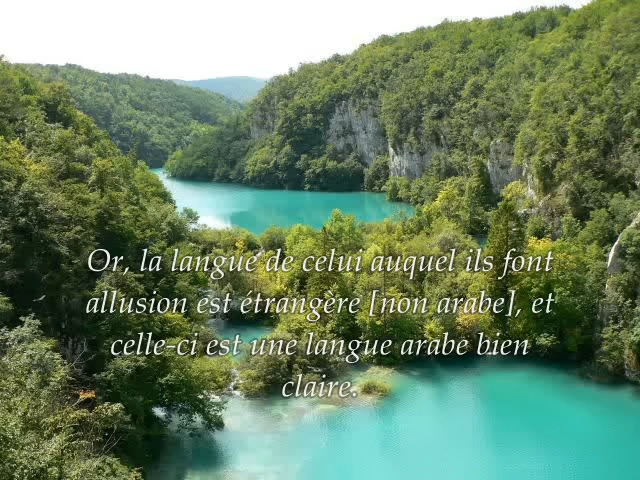 Or, la langue de celui auquel ils font
allusion est étrangère [non arabe], et
celle-ci est une langue arabe bien
claire.